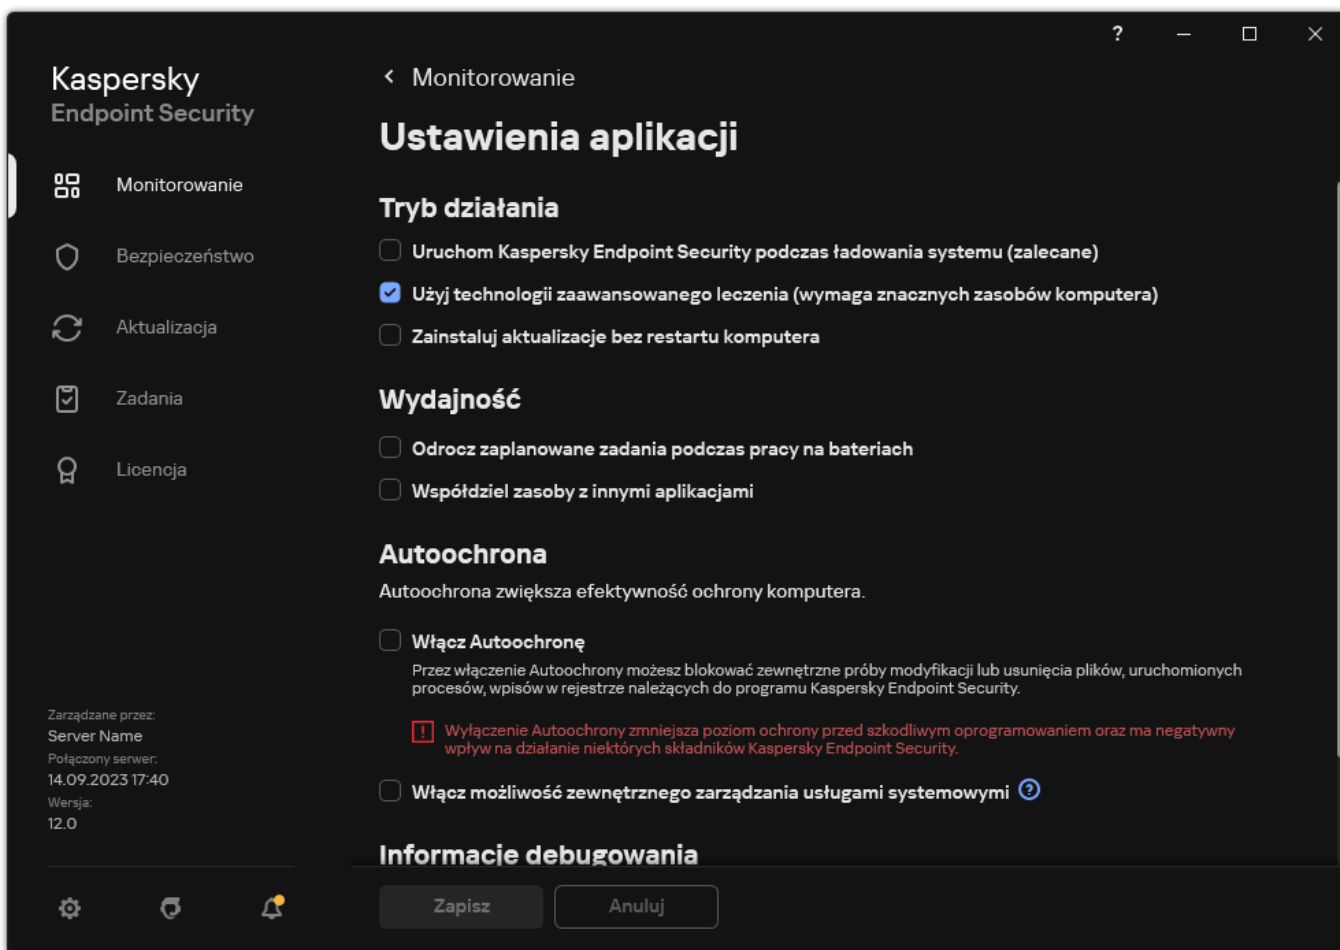 ?
Kaspersky
Endpoint Security
Monitorowanie
Bezpieczeństwo
Aktualizacja
Zadania
Licencja
Zarządzane przez:
Server Name
Połączony serwer:
14.09.2023 17:40
Wersja:
12.0
Monitorowanie
Ustawienia aplikacji
Tryb działania
Uruchom Kaspersky Endpoint Security podczas ładowania systemu (zalecane)
Użyj technologii zaawansowanego leczenia (wymaga znacznych zasobów komputera)
Zainstaluj aktualizacje bez restartu komputera
Wydajność
Odrocz zaplanowane zadania podczas pracy na bateriach
Współdziel zasoby z innymi aplikacjami
Autoochrona
Autoochrona zwiększa efektywność ochrony komputera.
Włącz Autoochronę
Przez włączenie Autoochrony możesz blokować zewnętrzne próby modyfikacji lub usunięcia plików, uruchomionych
procesów, wpisów w rejestrze należących do programu Kaspersky Endpoint Security.
Wyłączenie Autoochrony zmniejsza poziom ochrony przed szkodliwym oprogramowaniem oraz ma negatywny
wpływ na działanie niektórych składników Kaspersky Endpoint Security.
Włącz możliwość zewnętrznego zarządzania usługami systemowymi ?
Informacje debugowania
Zapisz
Anuluj